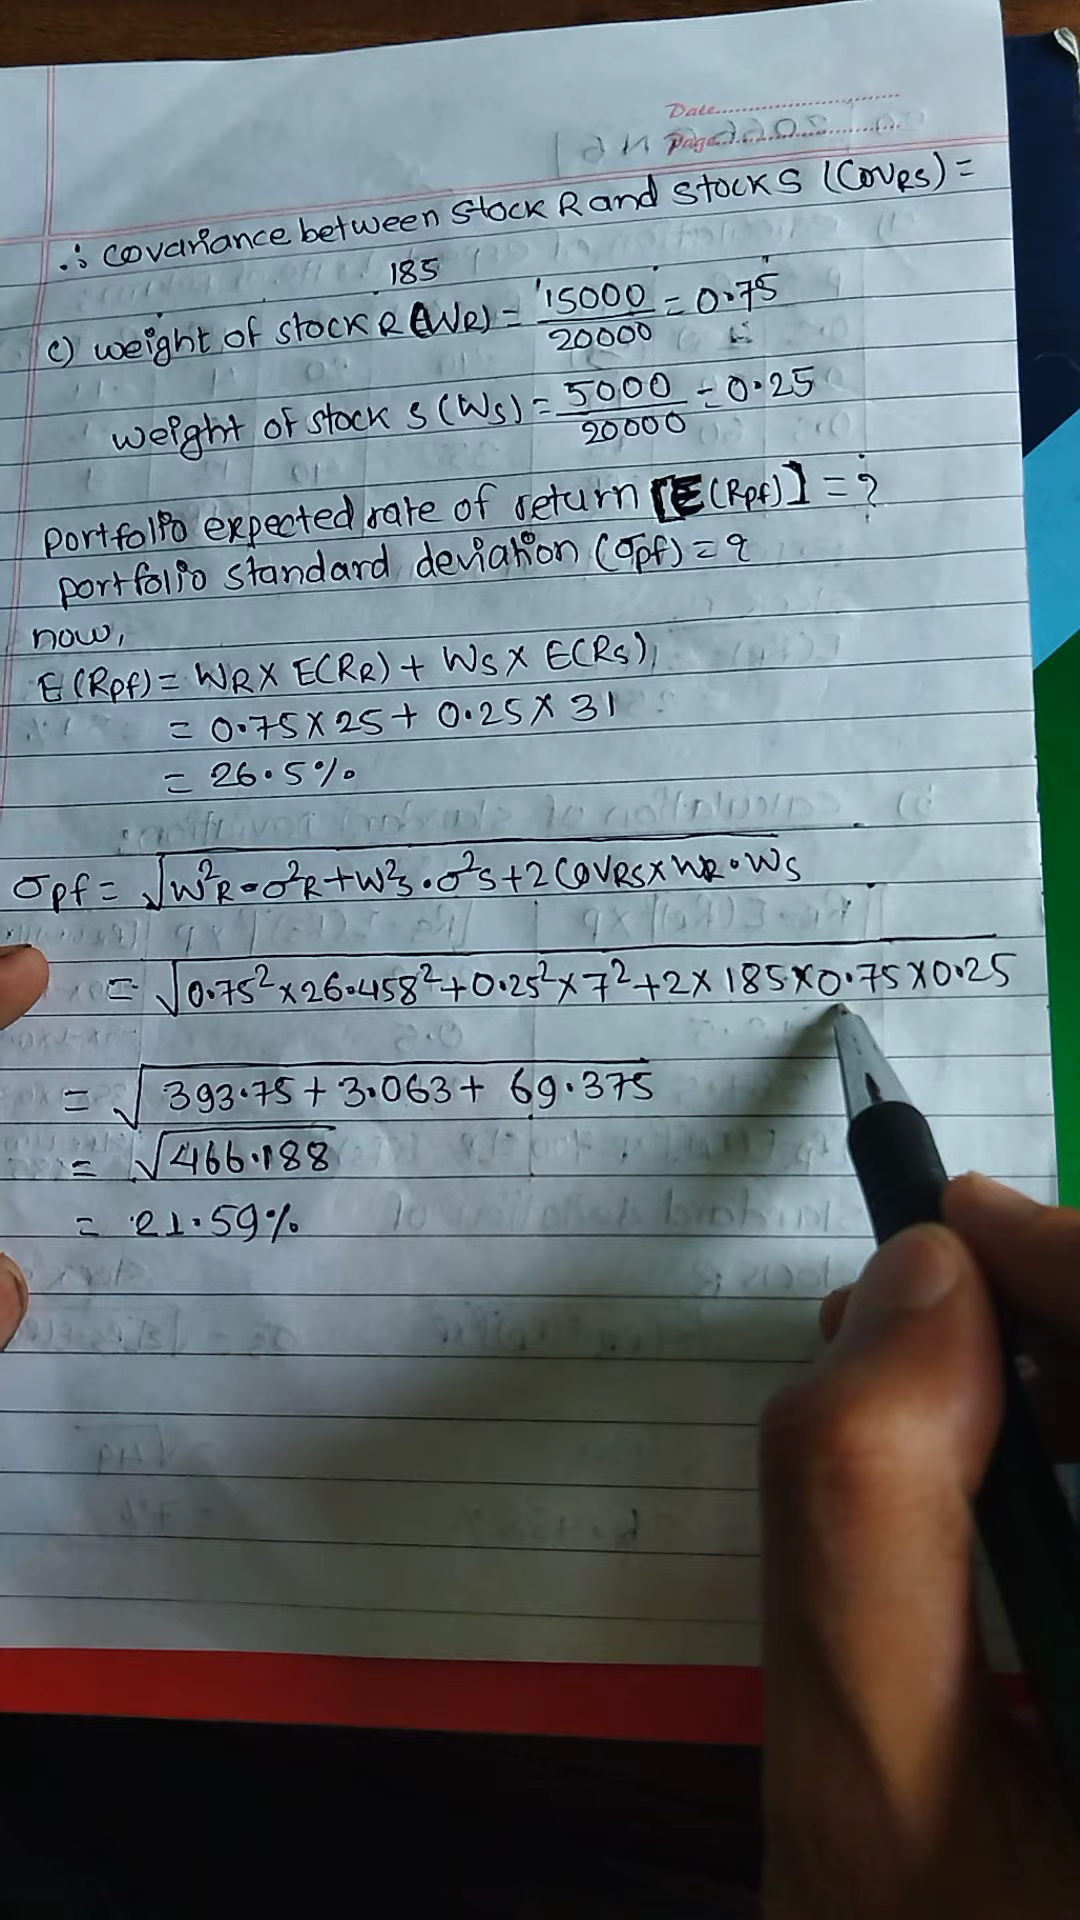 Date
Page
∴ covariance between stock R and stock S (CovRS) =
185
c) weight of stock R (WR) = 15000/20000 = 0.75
weight of stock S (WS) = 5000/20000 = 0.25
portfolio expected rate of return [E(Rpf)] = ?
portfolio standard deviation (σpf) = ?
now,
E(Rpf) = WR × E(RR) + WS × E(RS)
= 0.75 × 25 + 0.25 × 31
= 26.5%
σpf = √W²R · σ²R + W²S · σ²S + 2 COVRS × WR · WS
= √0.75² × 26.458² + 0.25² × 7² + 2 × 185 × 0.75 × 0.25
= √393.75 + 3.063 + 69.375
= √466.188
= 21.59%